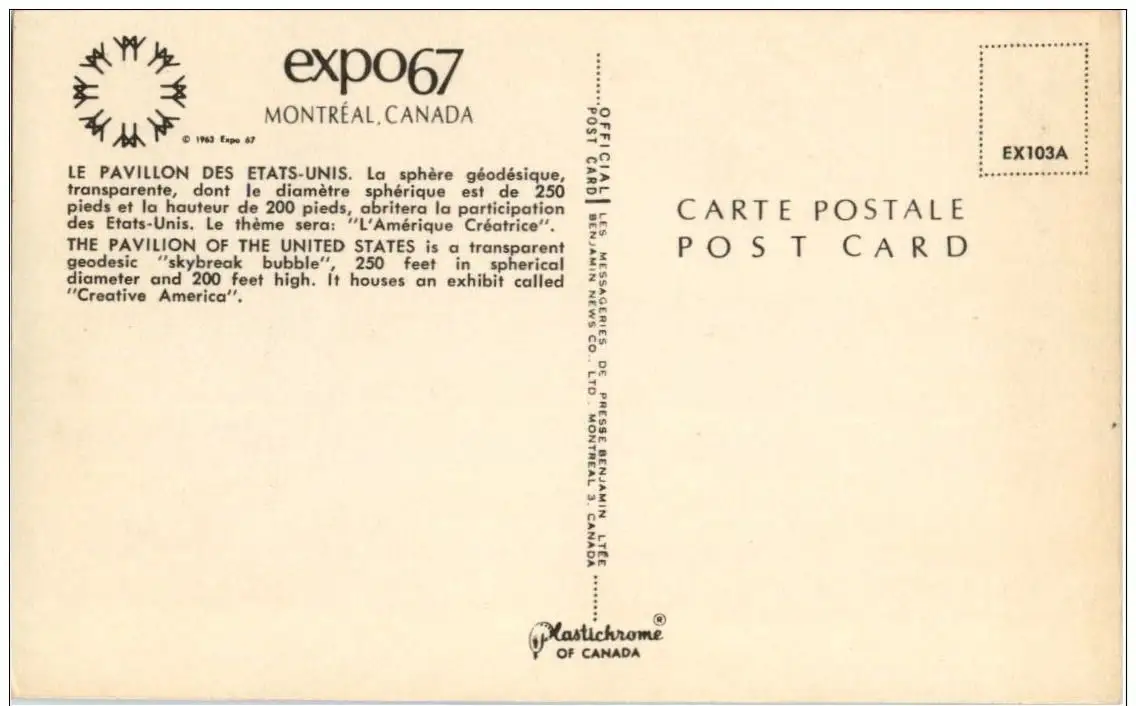 expo67
MONTRÉAL, CANADA
© 1963 Expo 67
LE PAVILLON DES ETATS-UNIS. La sphère géodésique,
transparente, dont le diamètre sphérique est de 250
pieds et la hauteur de 200 pieds, abritera la participation
des Etats-Unis. Le thème sera: "L'Amérique Créatrice".
THE PAVILION OF THE UNITED STATES is a transparent
geodesic "skybreak bubble", 250 feet in spherical
diameter and 200 feet high. It houses an exhibit called
"Creative America".
OFFICIAL
POST CARD
LES MESSAGERIES DE PRESSE BENJAMIN LTÉE
BENJAMIN NEWS CO., LTD. MONTREAL 3, CANADA
Plastichrome ®
OF CANADA
EX103A
CARTE POSTALE
POST CARD